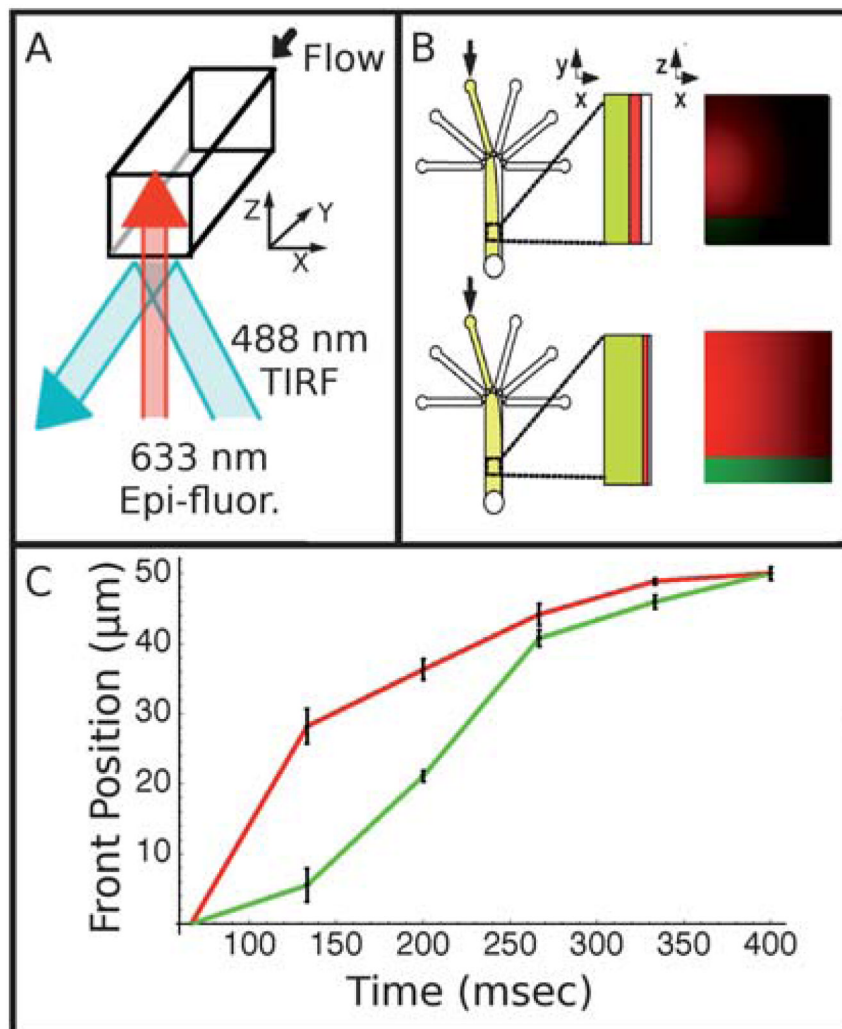 A
Flow
Z
Y
X
488 nm
TIRF
633 nm
Epi-fluor.
B
y
x
z
x
C
Front Position (μm)
50
40
30
20
10
100 150 200 250 300 350 400
Time (msec)